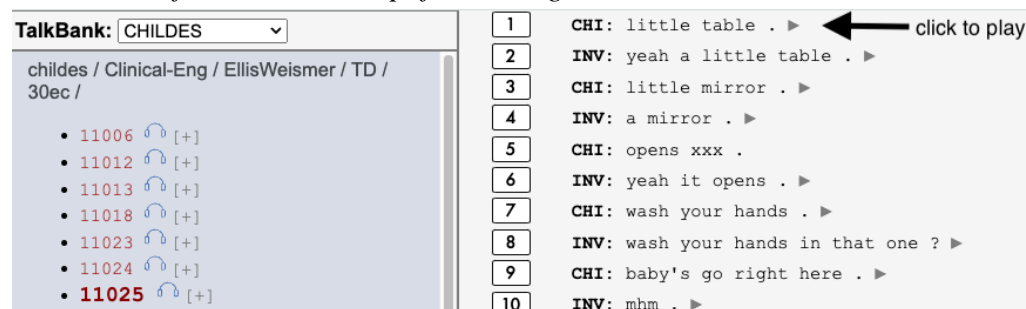 TalkBank: CHILDES
childes / Clinical-Eng / EllisWeismer / TD /
30ec /
11006 [+]
11012 [+]
11013 [+]
11018 [+]
11023 [+]
11024 [+]
11025 [+]
1 CHI: little table . click to play
2 INV: yeah a little table .
3 CHI: little mirror .
4 INV: a mirror .
5 CHI: opens xxx .
6 INV: yeah it opens .
7 CHI: wash your hands .
8 INV: wash your hands in that one ?
9 CHI: baby's go right here .
10 INV: mhm .